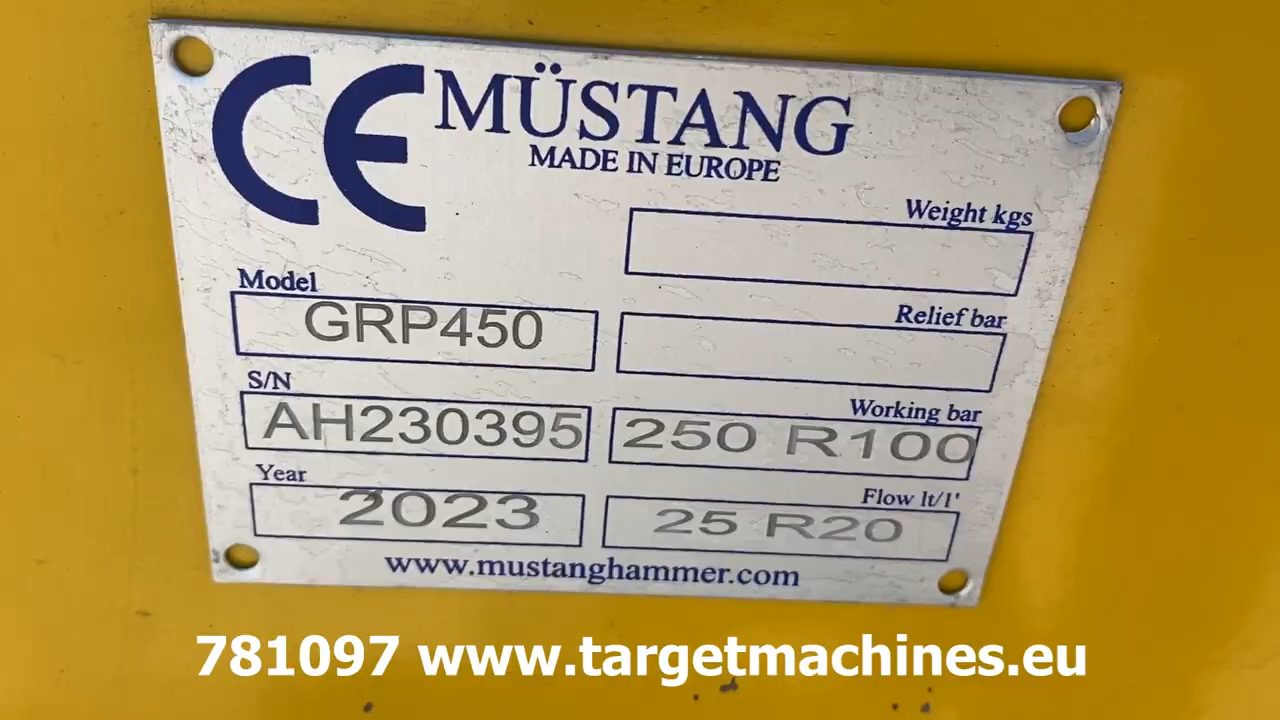 CE MÜSTANG
MADE IN EUROPE
Weight kgs
Model
GRP450
Relief bar
S/N
AH230395
Working bar
250 R100
Year
2023
Flow lt/1'
25 R20
www.mustanghammer.com
781097 www.targetmachines.eu